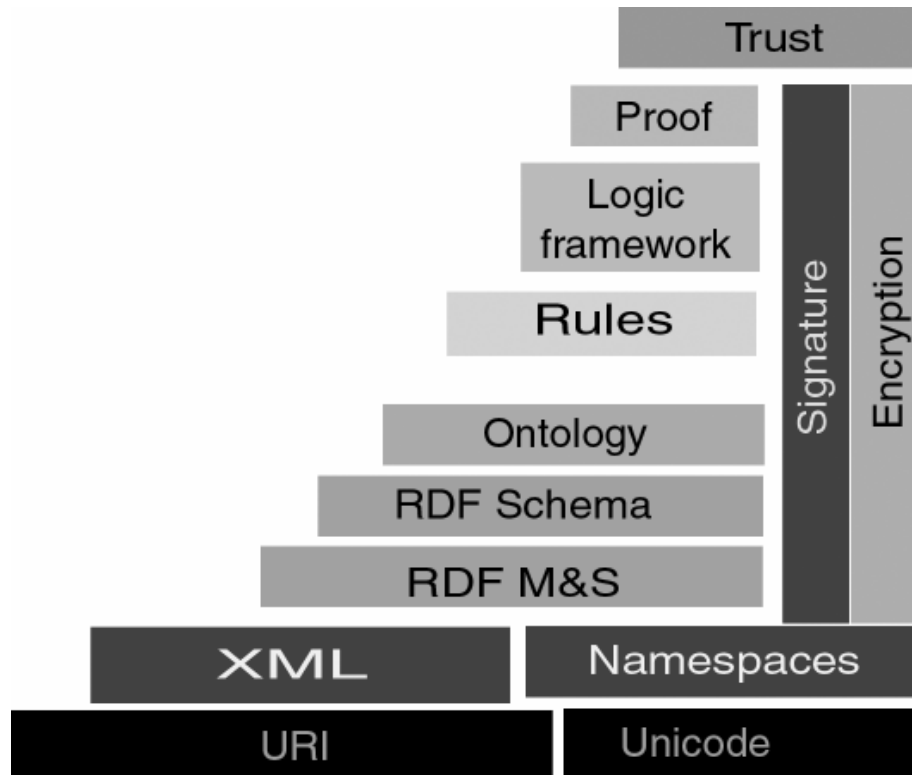 Trust
Proof
Logic
framework
Rules
Ontology
RDF Schema
RDF M&S
Signature
Encryption
XML
Namespaces
URI
Unicode